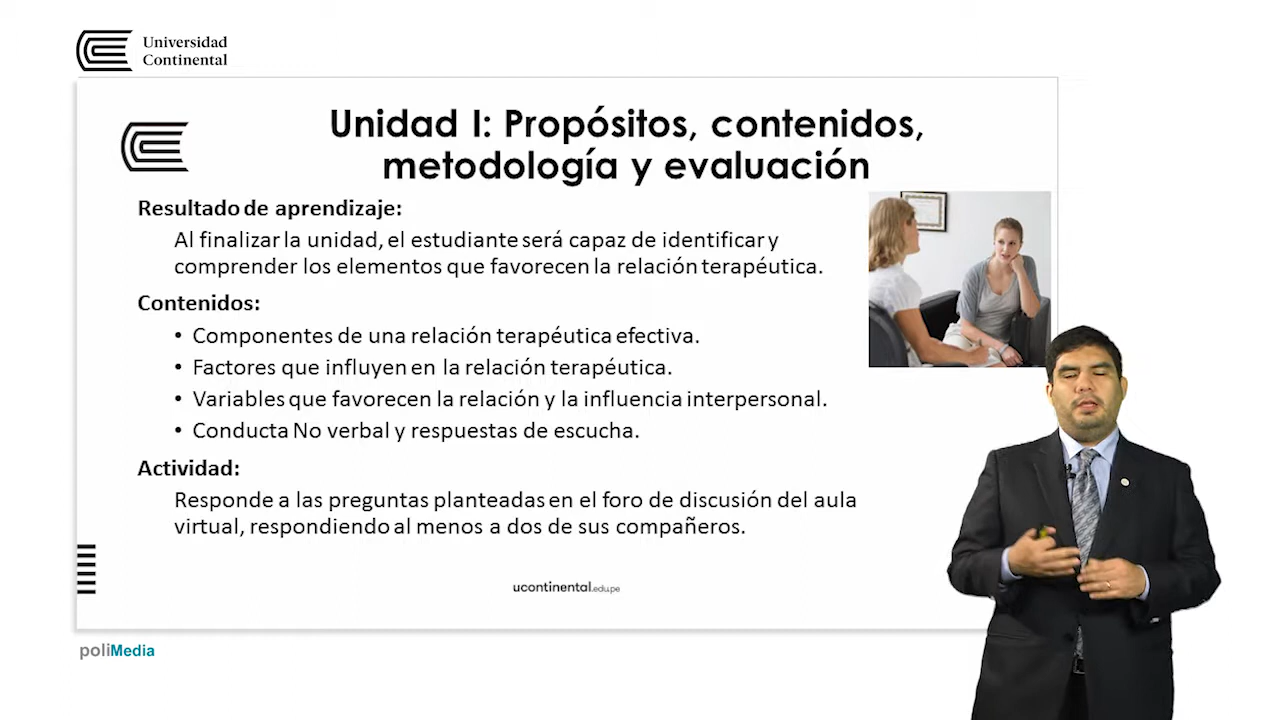 Universidad
Continental
Unidad I: Propósitos, contenidos,
metodología y evaluación
Resultado de aprendizaje:
Al finalizar la unidad, el estudiante será capaz de identificar y
comprender los elementos que favorecen la relación terapéutica.
Contenidos:
• Componentes de una relación terapéutica efectiva.
• Factores que influyen en la relación terapéutica.
• Variables que favorecen la relación y la influencia interpersonal.
• Conducta No verbal y respuestas de escucha.
Actividad:
Responde a las preguntas planteadas en el foro de discusión del aula
virtual, respondiendo al menos a dos de sus compañeros.
ucontinental.edu.pe
poliMedia